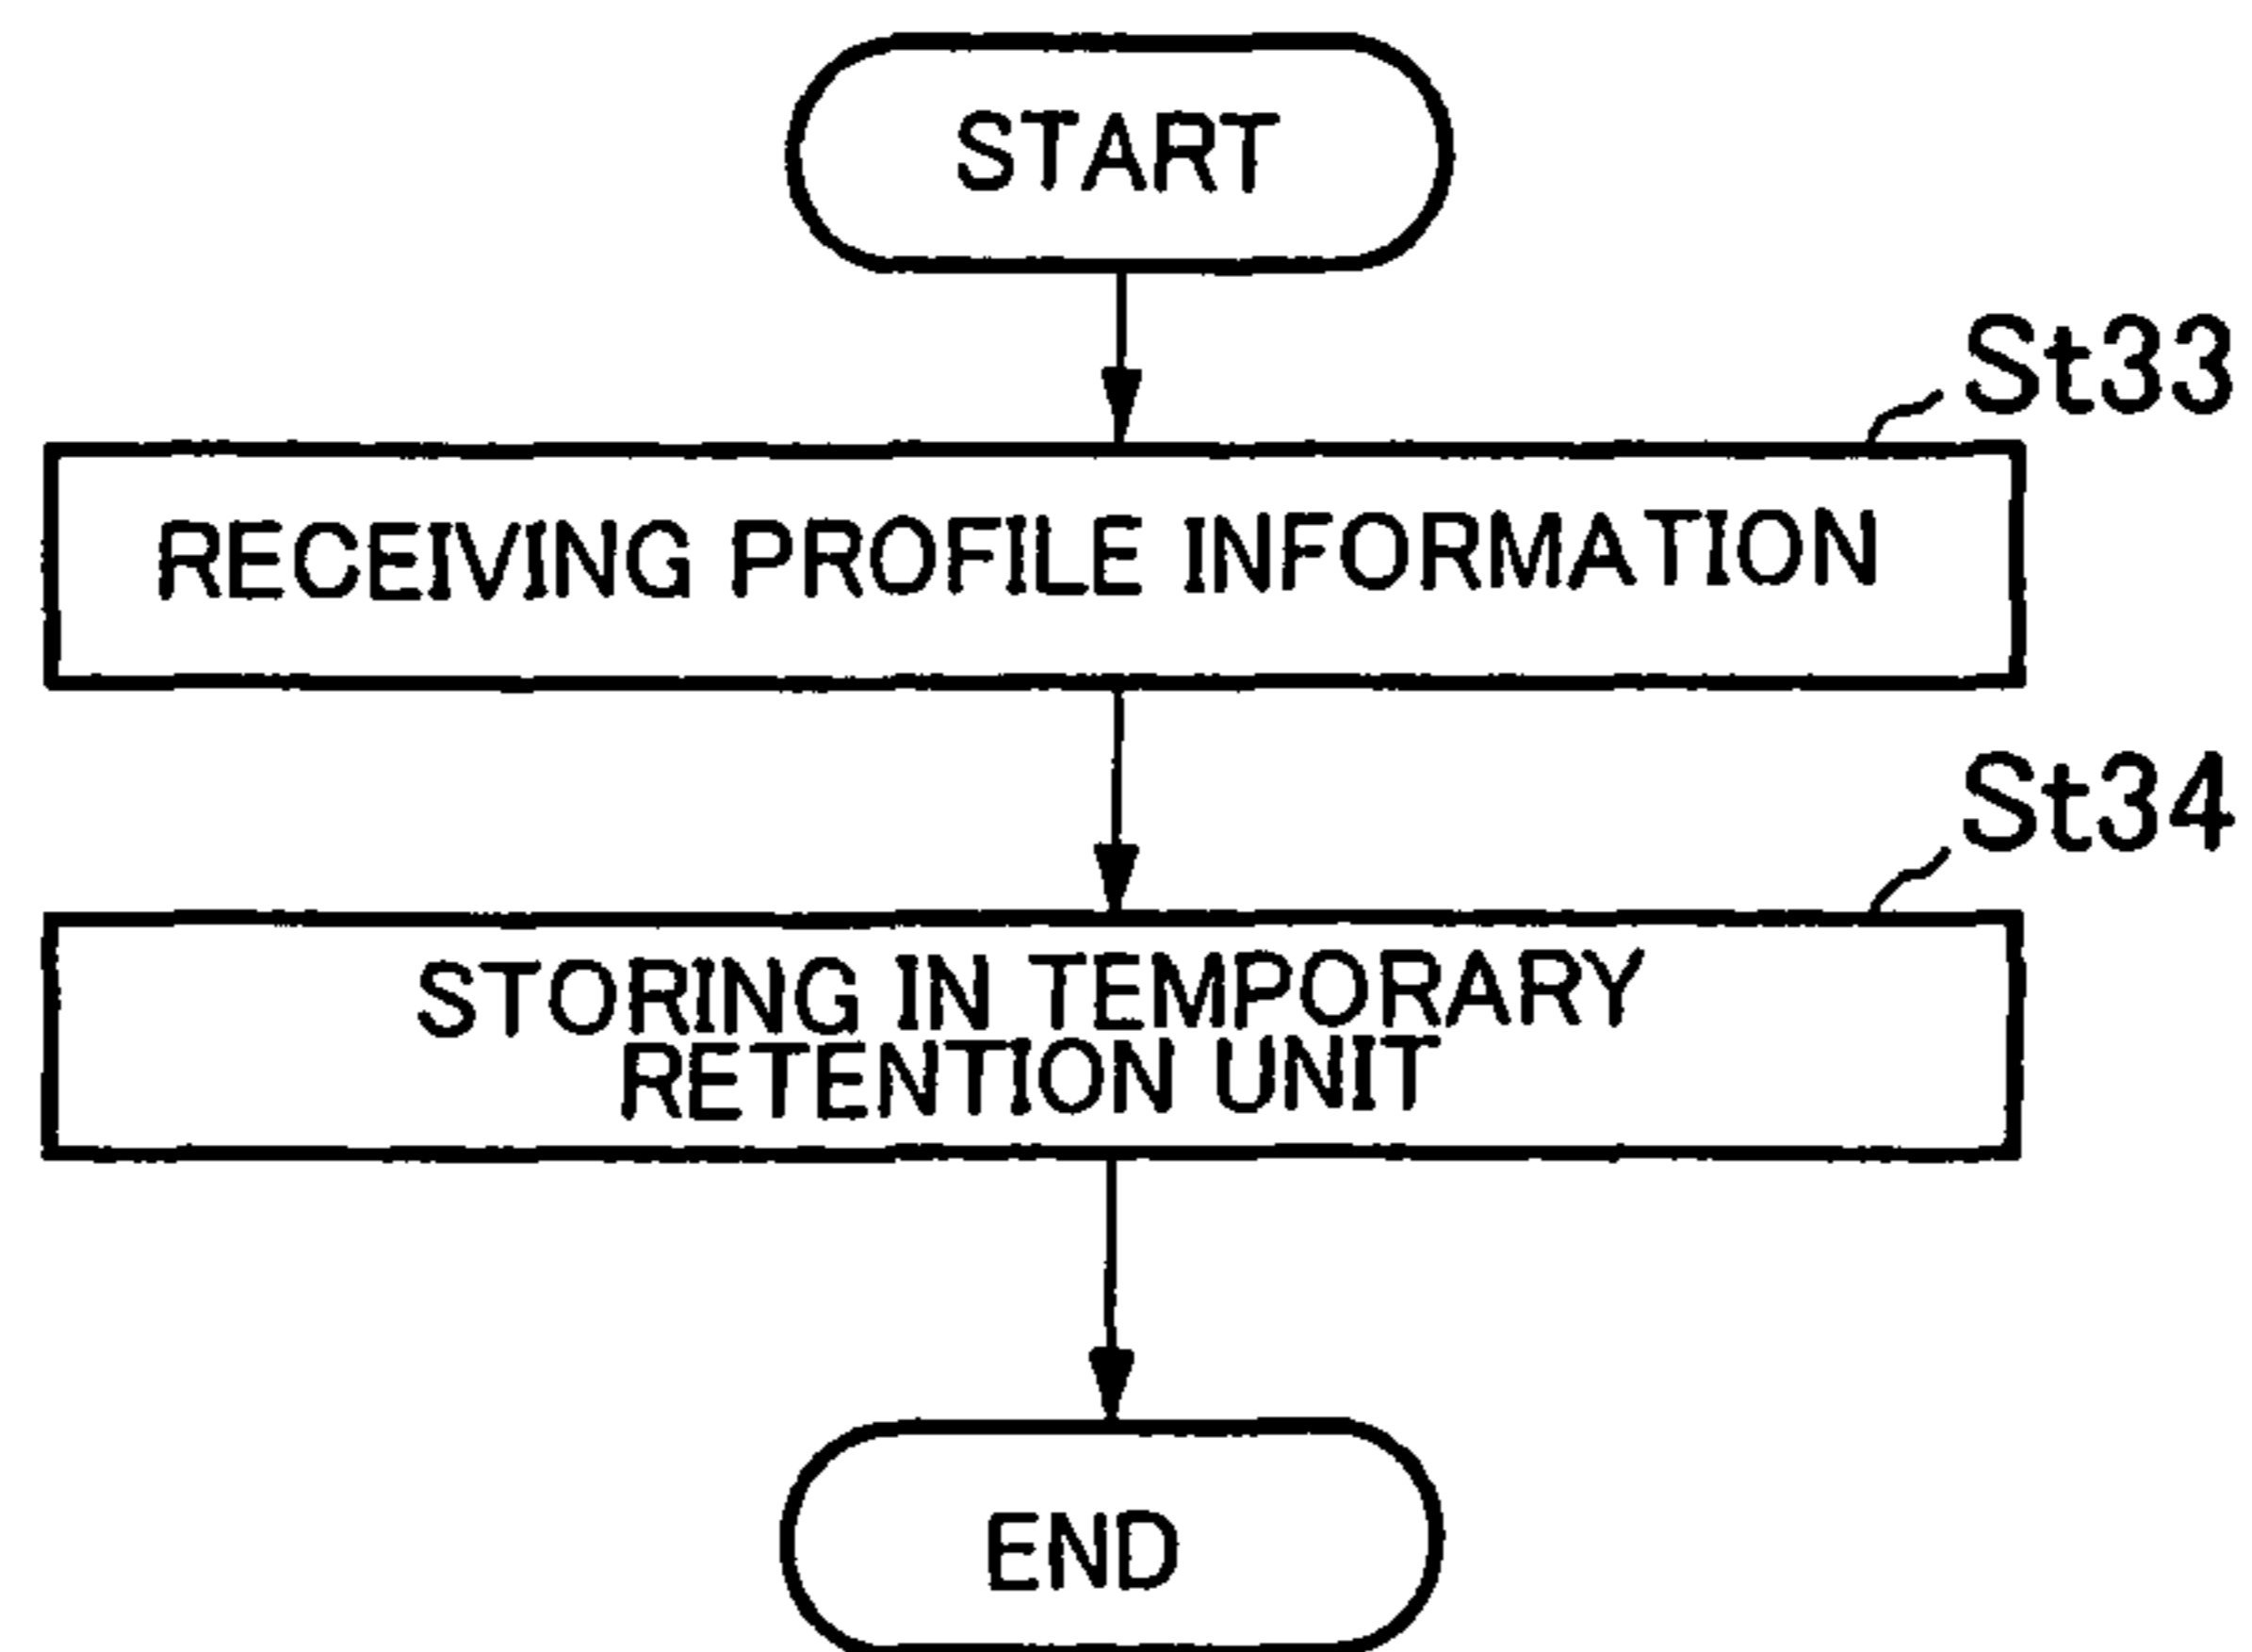 START
St33
RECEIVING PROFILE INFORMATION
St34
STORING IN TEMPORARY
RETENTION UNIT
END